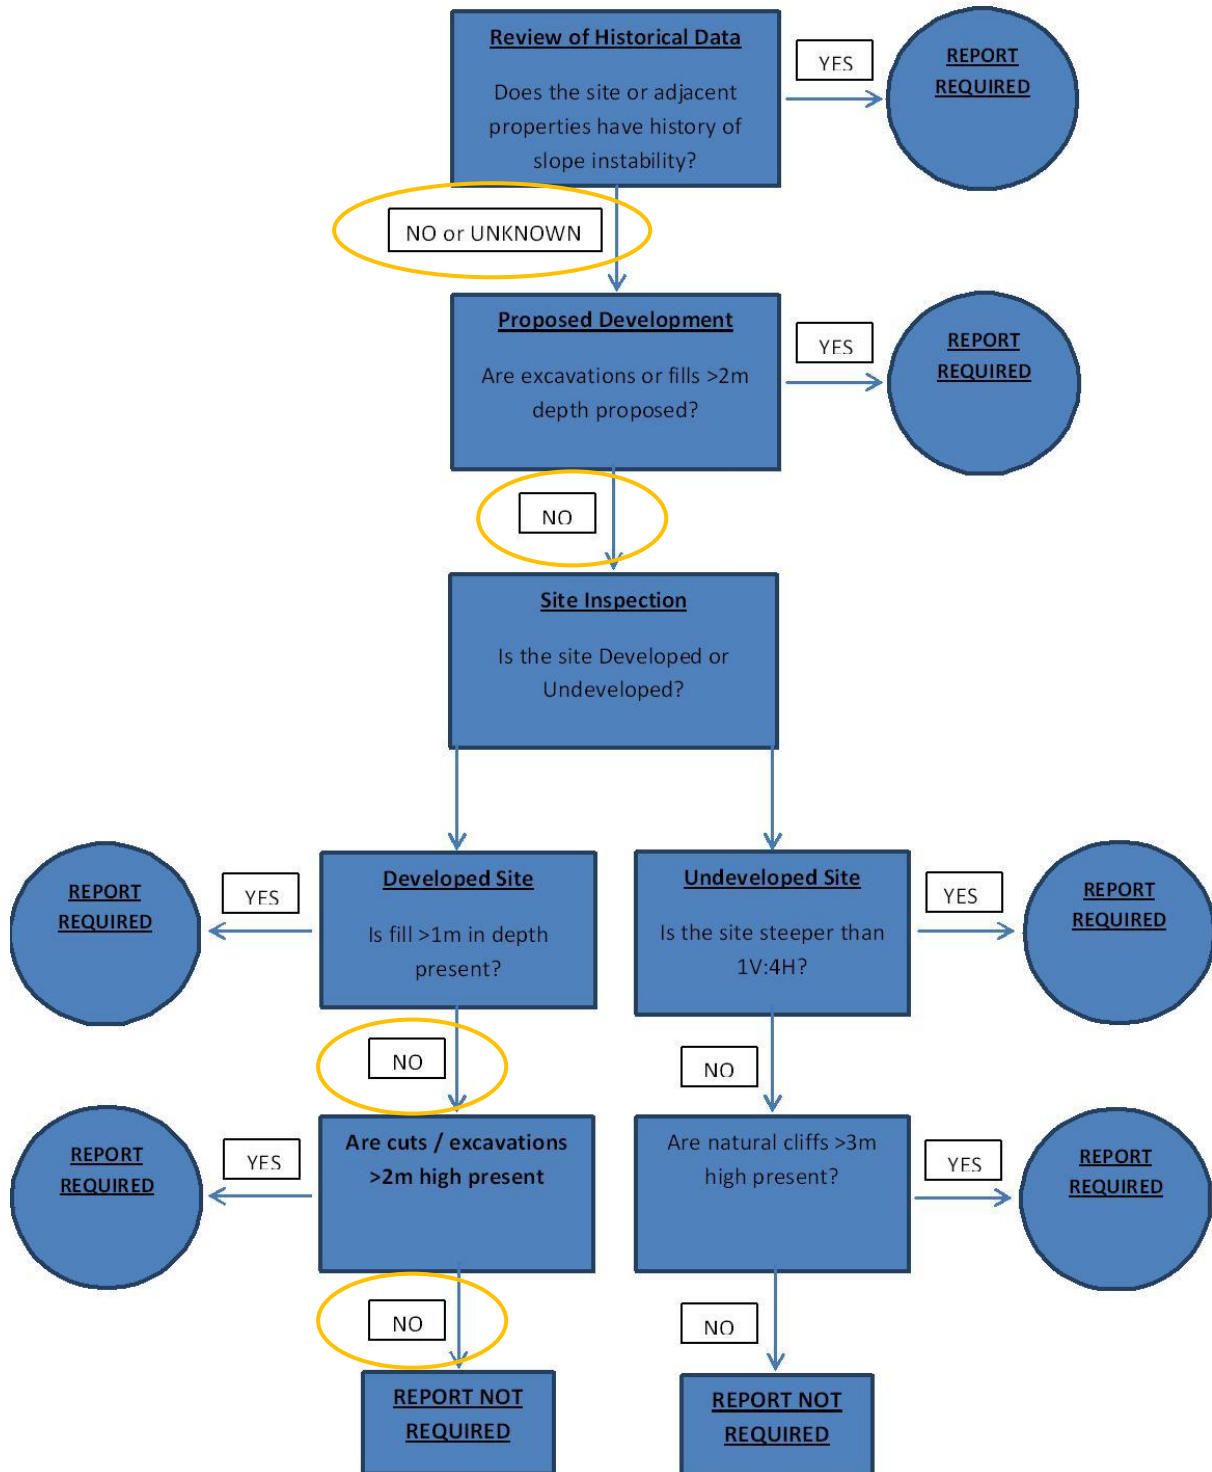 Review of Historical Data
Does the site or adjacent
properties have history of
slope instability?
YES
REPORT
REQUIRED
NO or UNKNOWN
Proposed Development
Are excavations or fills >2m
depth proposed?
YES
REPORT
REQUIRED
NO
Site Inspection
Is the site Developed or
Undeveloped?
REPORT
REQUIRED
YES
Developed Site
Is fill >1m in depth
present?
Undeveloped Site
Is the site steeper than
1V:4H?
YES
REPORT
REQUIRED
NO
NO
REPORT
REQUIRED
YES
Are cuts / excavations
>2m high present
Are natural cliffs >3m
high present?
YES
REPORT
REQUIRED
NO
NO
REPORT NOT
REQUIRED
REPORT NOT
REQUIRED